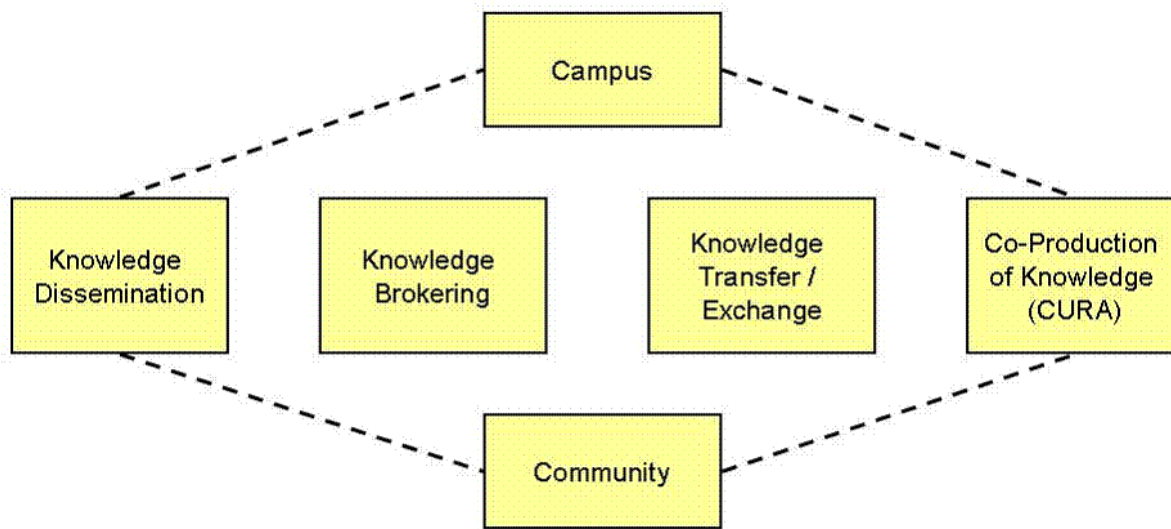 Campus
Knowledge
Dissemination
Knowledge
Brokering
Knowledge
Transfer /
Exchange
Co-Production
of Knowledge
(CURA)
Community